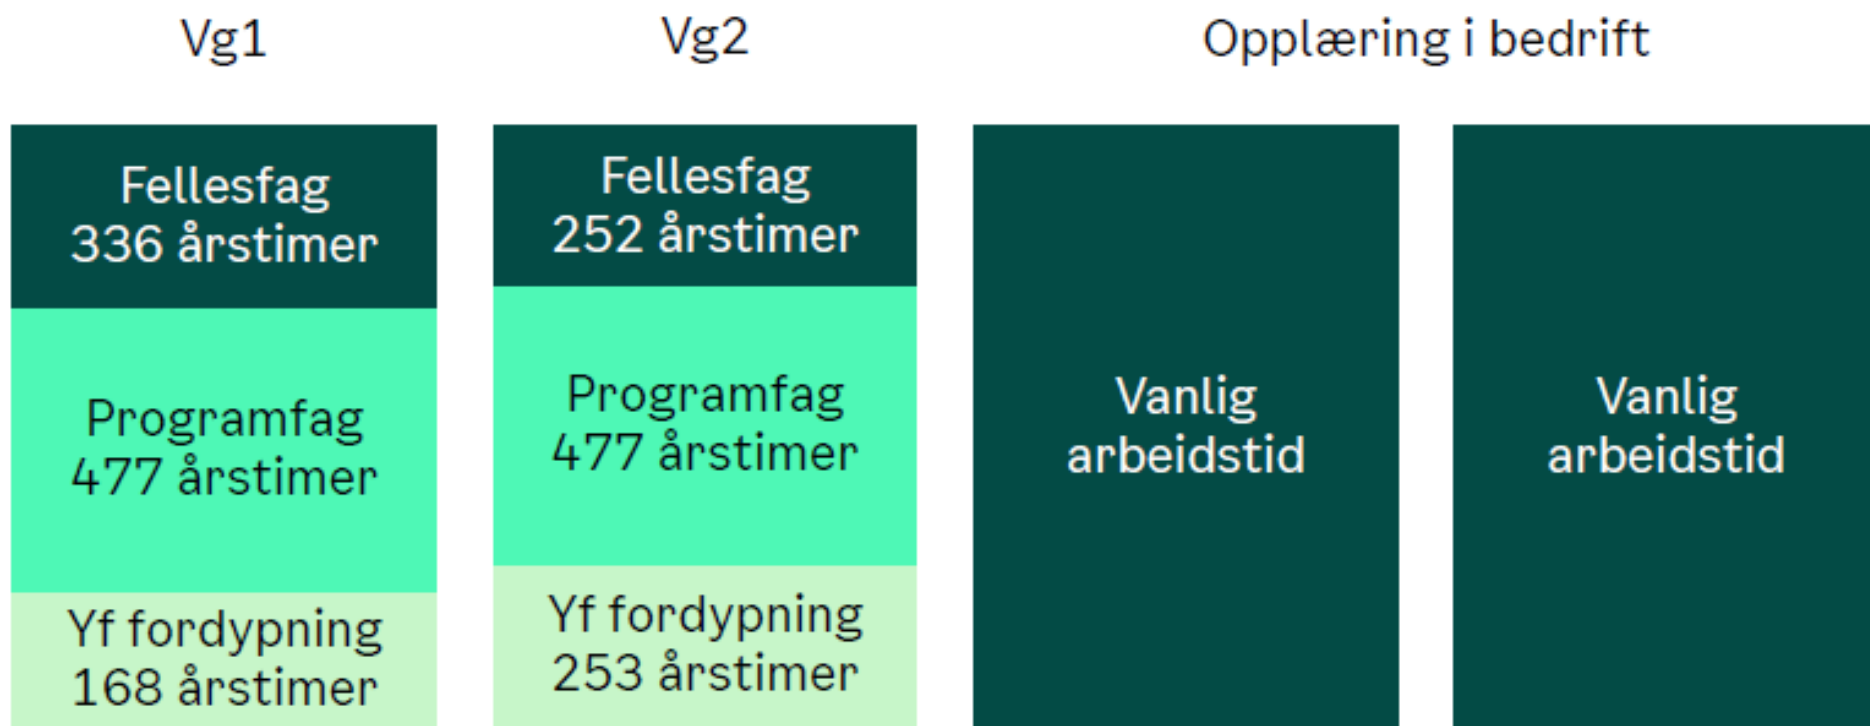 Vg1
Vg2
Opplæring i bedrift
Fellesfag
336 årstimer
Programfag
477 årstimer
Yf fordypning
168 årstimer
Fellesfag
252 årstimer
Programfag
477 årstimer
Yf fordypning
253 årstimer
Vanlig
arbeidstid
Vanlig
arbeidstid